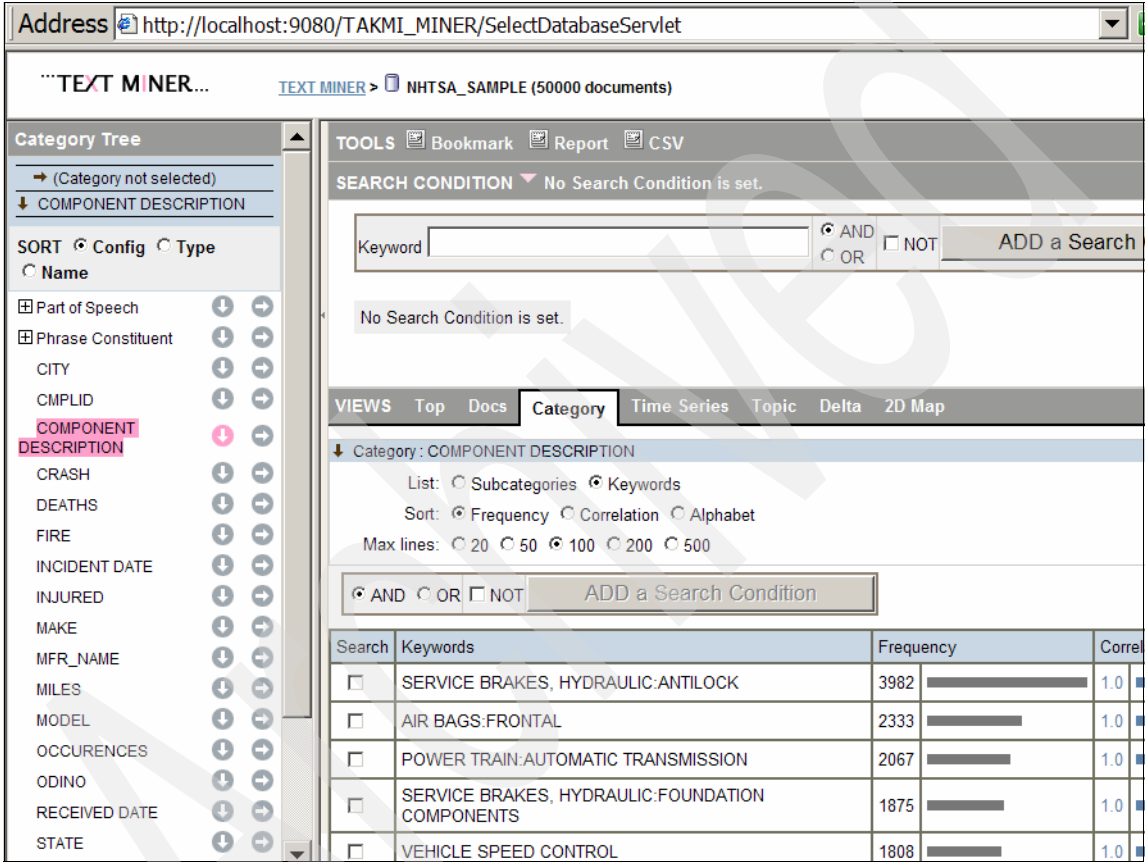 Address http://localhost:9080/TAKMI_MINER/SelectDatabaseServlet
TEXT MINER...
TEXT MINER > NHTSA_SAMPLE (50000 documents)
Category Tree
(Category not selected)
COMPONENT DESCRIPTION
SORT Config Type
Name
Part of Speech
Phrase Constituent
CITY
CMPLID
COMPONENT
DESCRIPTION
CRASH
DEATHS
FIRE
INCIDENT DATE
INJURED
MAKE
MFR_NAME
MILES
MODEL
OCCURENCES
ODINO
RECEIVED DATE
STATE
TOOLS Bookmark Report CSV
SEARCH CONDITION No Search Condition is set.
Keyword AND OR NOT ADD a Search
No Search Condition is set.
VIEWS Top Docs Category Time Series Topic Delta 2D Map
Category : COMPONENT DESCRIPTION
List: Subcategories Keywords
Sort: Frequency Correlation Alphabet
Max lines: 20 50 100 200 500
AND OR NOT ADD a Search Condition
Search Keywords Frequency Correl
SERVICE BRAKES, HYDRAULIC:ANTILOCK 3982 1.0
AIR BAGS:FRONTAL 2333 1.0
POWER TRAIN:AUTOMATIC TRANSMISSION 2067 1.0
SERVICE BRAKES, HYDRAULIC:FOUNDATION
COMPONENTS 1875 1.0
VEHICLE SPEED CONTROL 1808 1.0
Archived